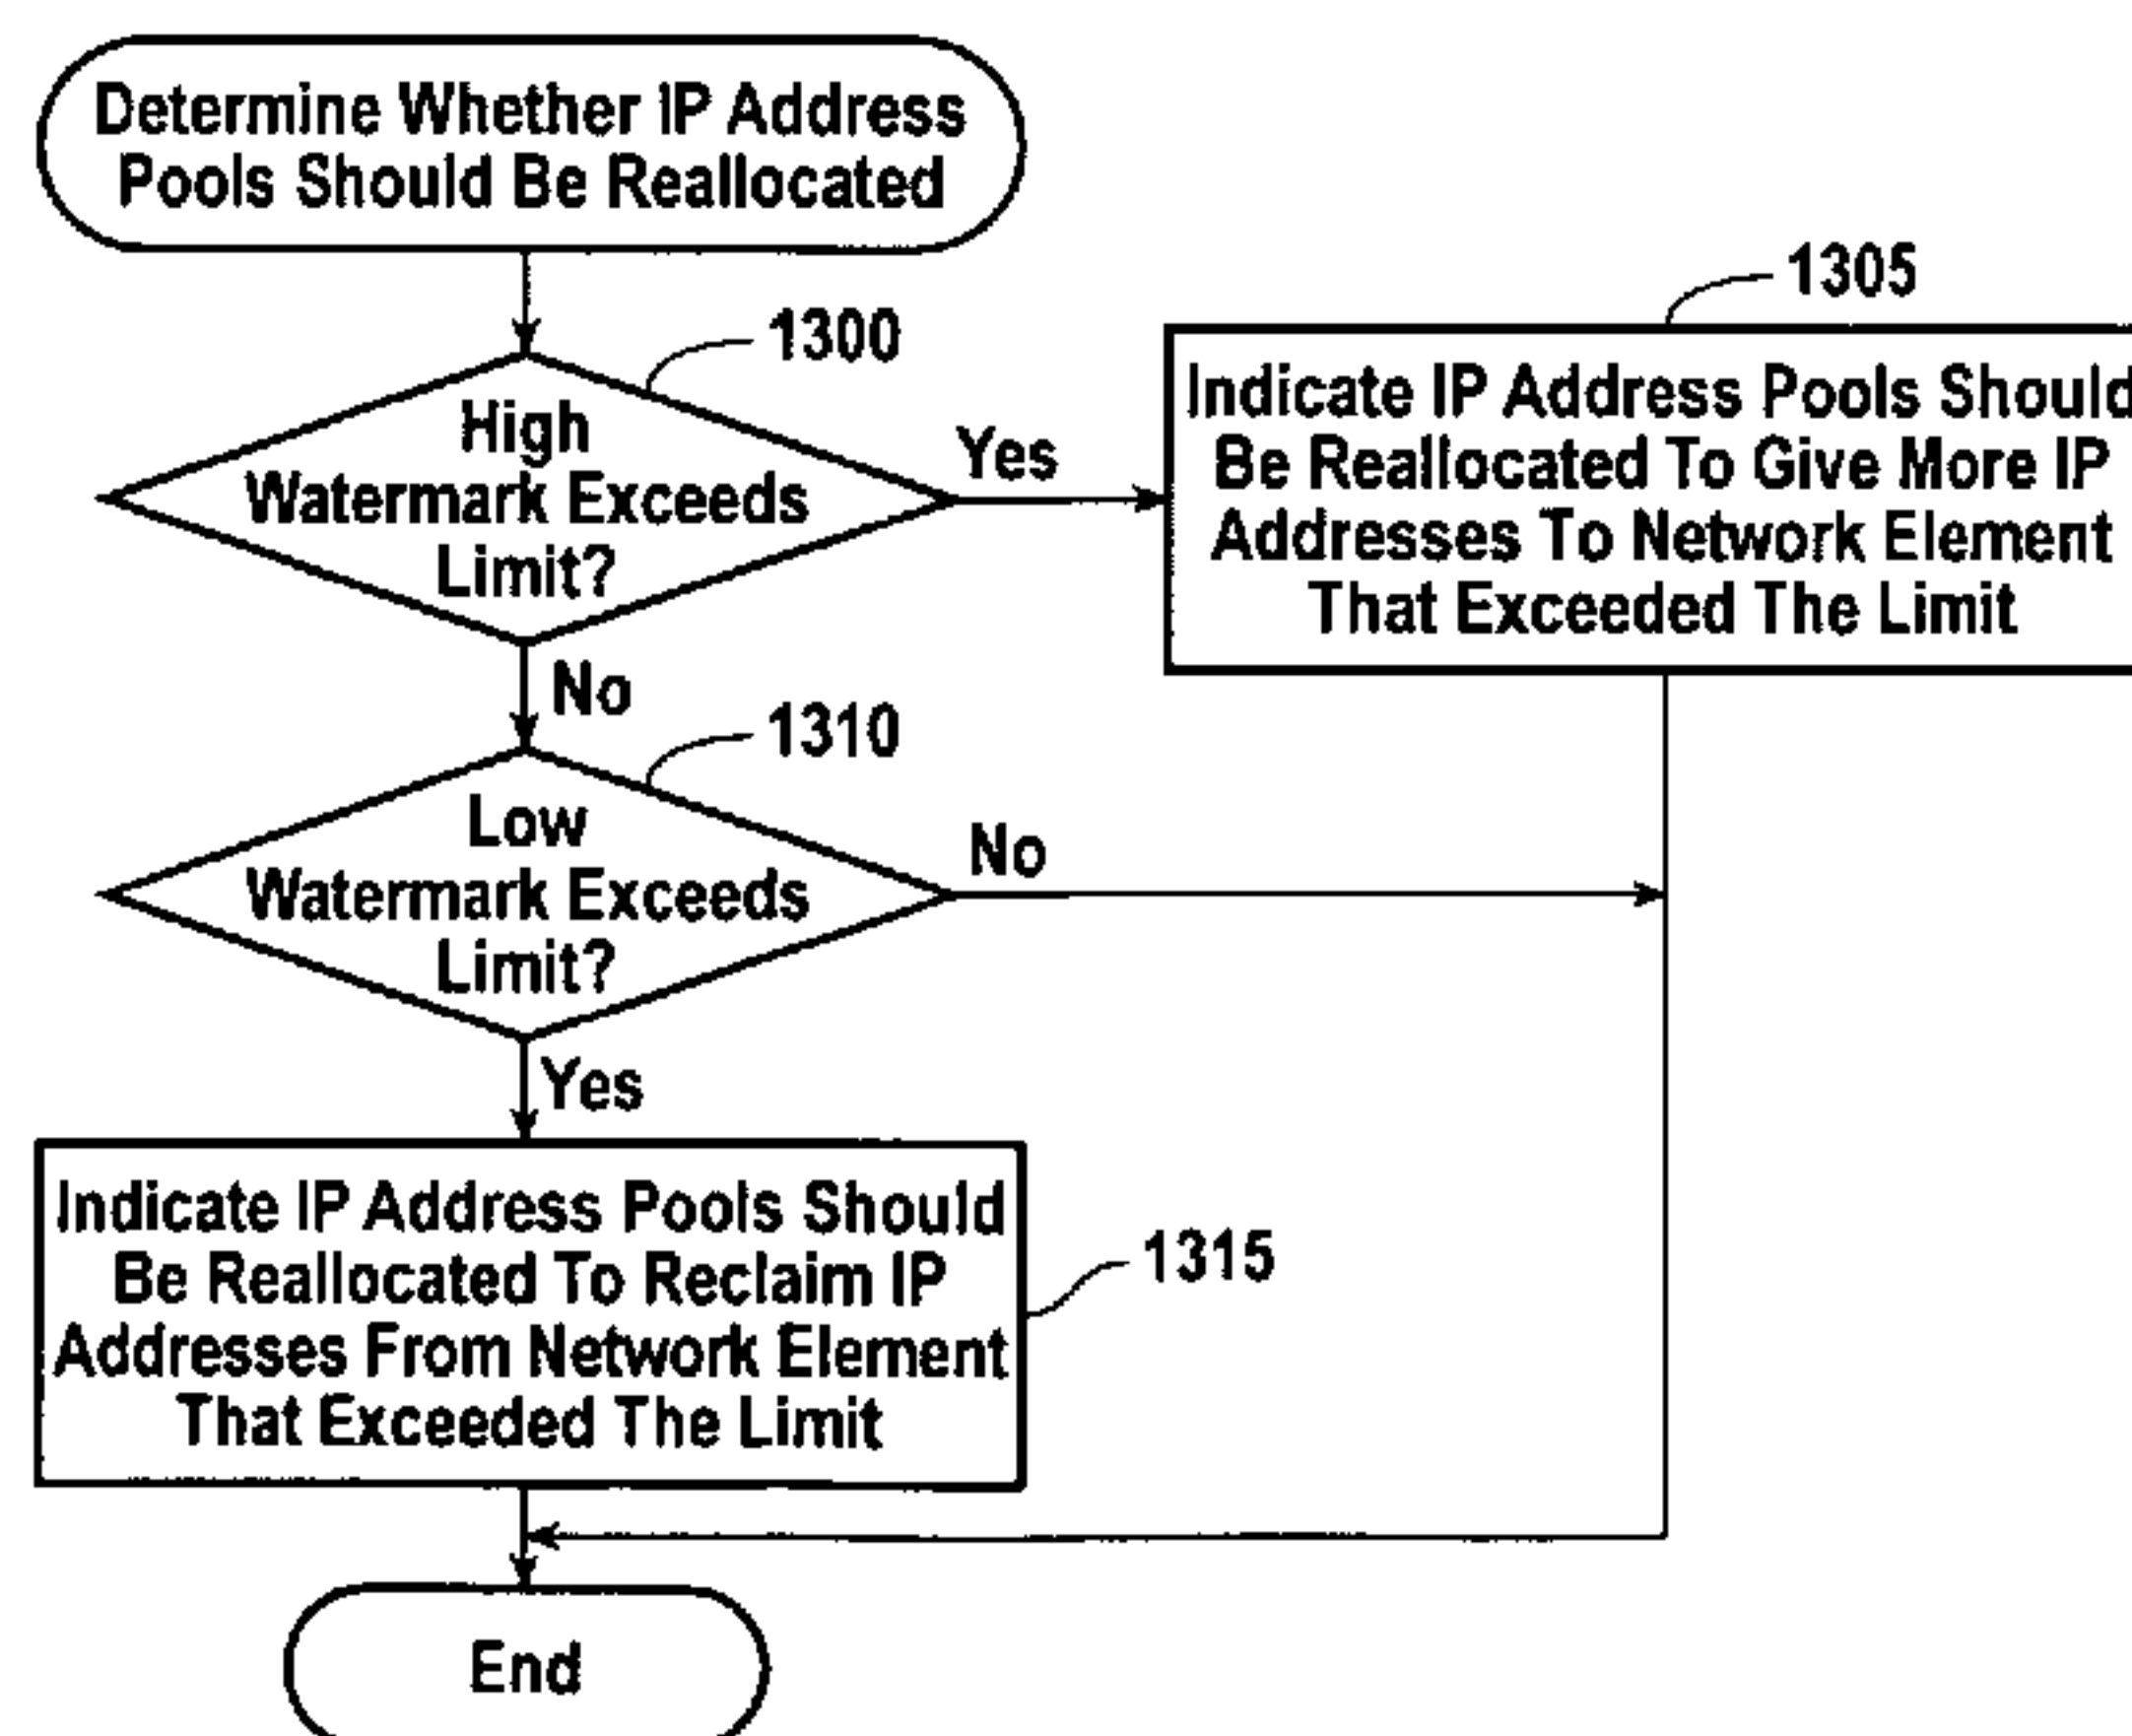 Determine Whether IP Address
Pools Should Be Reallocated
1300
High
Watermark Exceeds
Limit?
Yes
1305
Indicate IP Address Pools Should
Be Reallocated To Give More IP
Addresses To Network Element
That Exceeded The Limit
No
1310
Low
Watermark Exceeds
Limit?
No
Yes
Indicate IP Address Pools Should
Be Reallocated To Reclaim IP
Addresses From Network Element
That Exceeded The Limit
1315
End